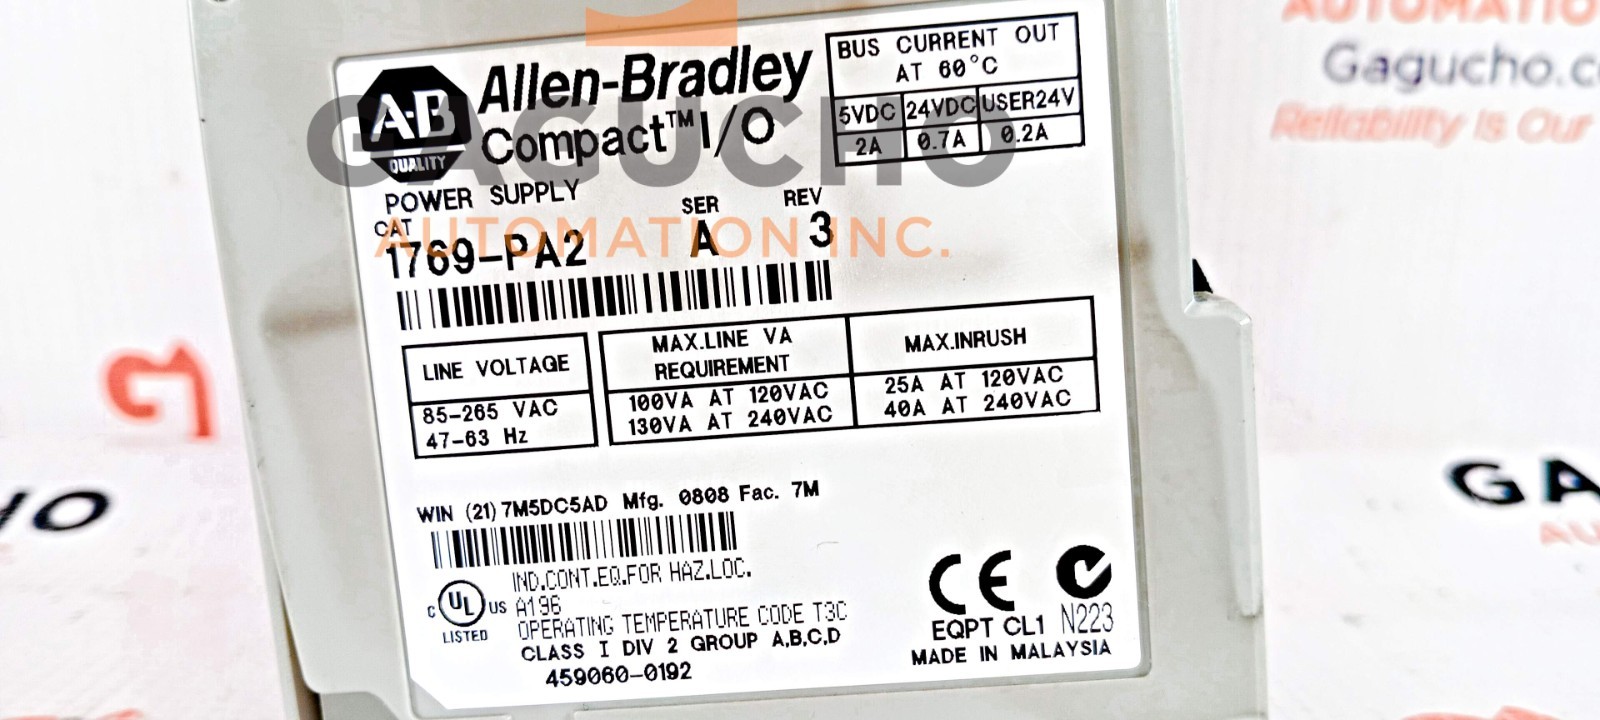 Allen-Bradley
A-B
QUALITY
Compact™ I/O
GAGUCHO
AUTOMATION INC.
POWER SUPPLY
CAT
SER
REV
1769-PA2
A
3
BUS CURRENT OUT
AT 60°C
5VDC 24VDC USER24V
2A 0.7A 0.2A
LINE VOLTAGE
85-265 VAC
47-63 Hz
MAX.LINE VA
REQUIREMENT
100VA AT 120VAC
130VA AT 240VAC
MAX.INRUSH
25A AT 120VAC
40A AT 240VAC
WIN (21) 7M5DC5AD Mfg. 0808 Fac. 7M
IND.CONT.EQ.FOR HAZ.LOC.
C UL US A196
LISTED
OPERATING TEMPERATURE CODE T3C
CLASS I DIV 2 GROUP A,B,C,D
459060-0192
CE
EQPT CL1 N223
MADE IN MALAYSIA
AUTOMATIO
Gagucho.co
Reliability Is Our
HO
GA
AU